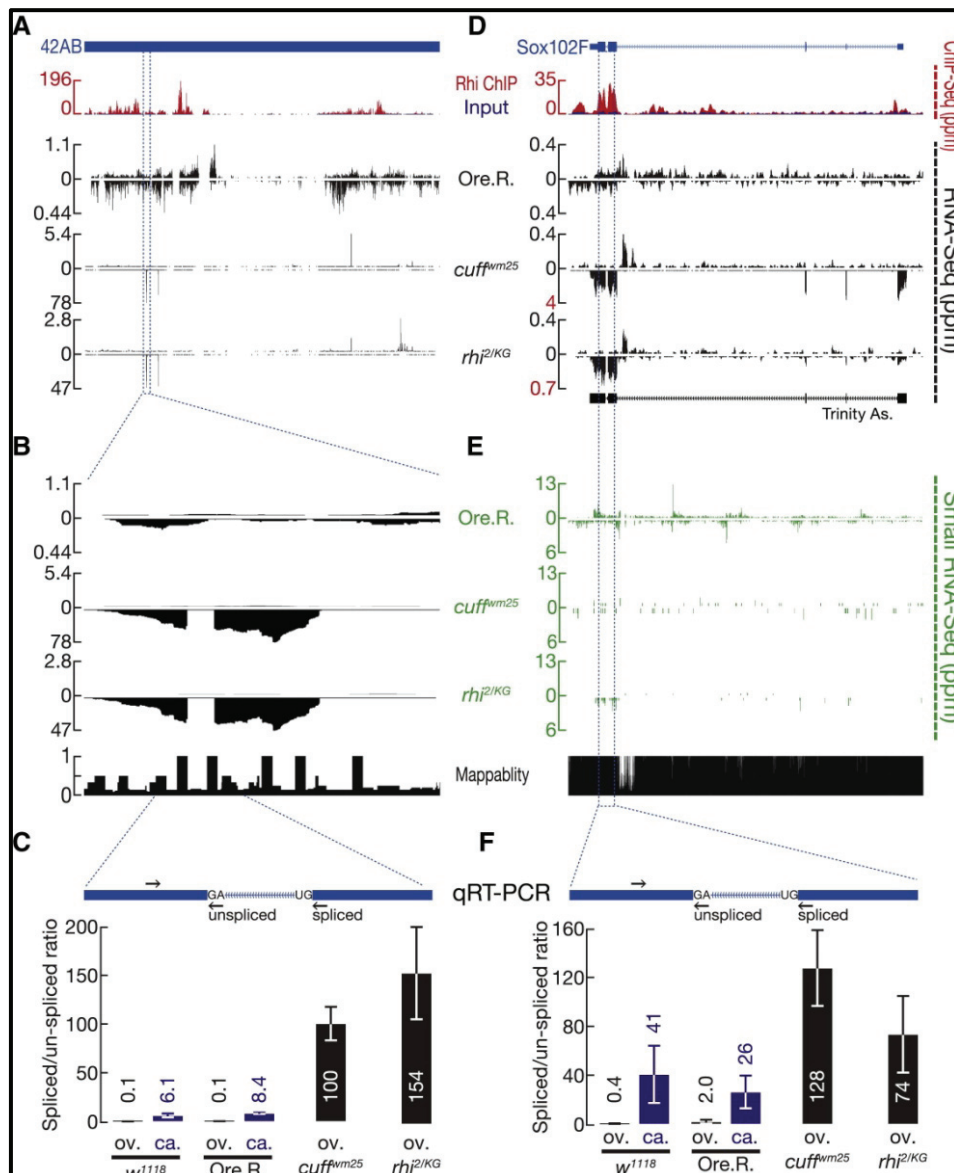 A
42AB
196
0
Rhi ChIP
Input
1.1
0
0.44
Ore.R.
5.4
0
78
cuffwm25
2.8
0
47
rhi2/KG
D
Sox102F
35
0
ChIP-Seq (ppm)
0.4
0
0.4
0.4
0
4
0.4
0
0.7
Trinity As.
RNA-Seq (ppm)
B
1.1
0
0.44
5.4
0
78
2.8
0
47
1
0
Mappablity
E
Ore.R.
13
0
6
cuffwm25
13
0
6
rhi2/KG
13
0
6
Small RNA-Seq (ppm)
C
GA
UG
unspliced
spliced
qRT-PCR
Spliced/un-spliced ratio
200
150
100
50
0
0.1
6.1
0.1
8.4
100
154
ov.
ca.
ov.
ca.
ov.
ov.
w1118
Ore.R.
cuffwm25
rhi2/KG
F
GA
UG
unspliced
spliced
Spliced/un-spliced ratio
160
120
80
40
0
0.4
41
2.0
26
128
74
ov.
ca.
ov.
ca.
ov.
ov.
w1118
Ore.R.
cuffwm25
rhi2/KG